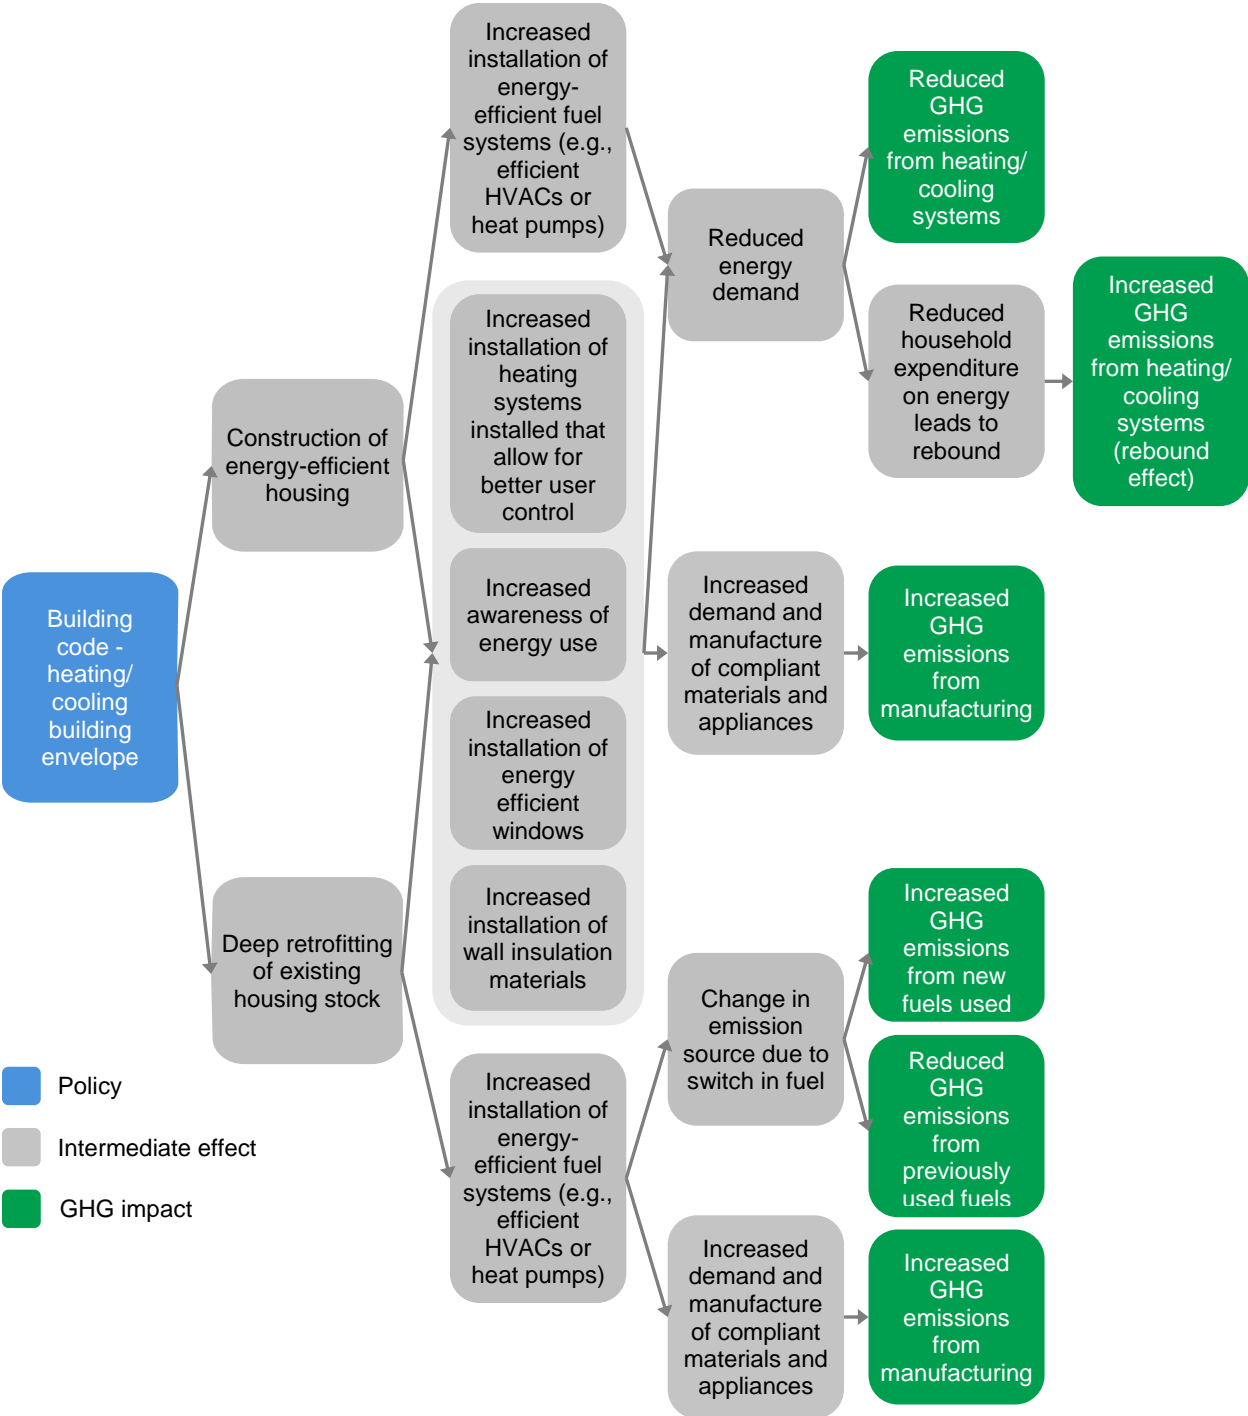 Increased
installation of
energy-
efficient fuel
systems (e.g.,
efficient
HVACs or
heat pumps)
Reduced
GHG
emissions
from heating/
cooling
systems
Reduced
energy
demand
Increased
GHG
emissions
from heating/
cooling
systems
(rebound
effect)
Reduced
household
expenditure
on energy
leads to
rebound
Increased
installation of
heating
systems
installed that
allow for
better user
control
Construction of
energy-efficient
housing
Increased
awareness of
energy use
Increased
demand and
manufacture
of compliant
materials and
appliances
Increased
GHG
emissions
from
manufacturing
Building
code -
heating/
cooling
building
envelope
Increased
installation of
energy
efficient
windows
Increased
installation of
wall insulation
materials
Deep retrofitting
of existing
housing stock
Change in
emission
source due to
switch in fuel
Increased
GHG
emissions
from new
fuels used
Reduced
GHG
emissions
from
previously
used fuels
Increased
installation of
energy-
efficient fuel
systems (e.g.,
efficient
HVACs or
heat pumps)
Increased
demand and
manufacture
of compliant
materials and
appliances
Increased
GHG
emissions
from
manufacturing
Policy
Intermediate effect
GHG impact